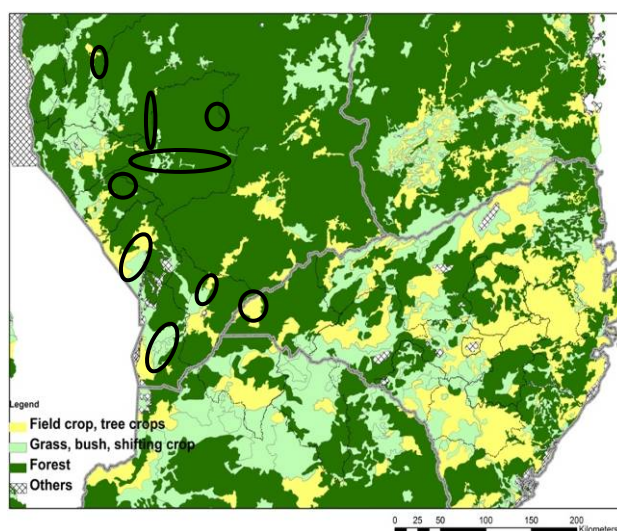 Legend
Field crop, tree crops
Grass, bush, shifting crop
Forest
Others
0 25 50 100 150 200
Kilometers